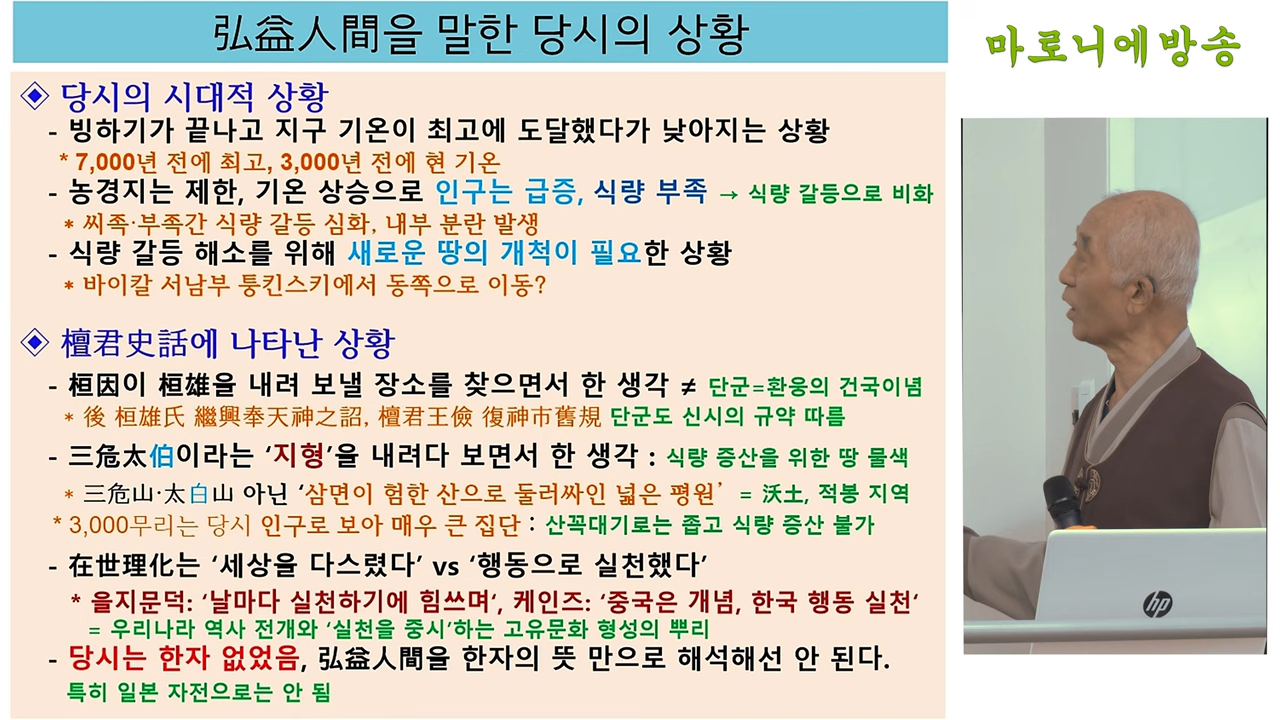 弘益人間을 말한 당시의 상황
마로니에방송
◈ 당시의 시대적 상황
- 빙하기가 끝나고 지구 기온이 최고에 도달했다가 낮아지는 상황
* 7,000년 전에 최고, 3,000년 전에 현 기온
- 농경지는 제한, 기온 상승으로 인구는 급증, 식량 부족 → 식량 갈등으로 비화
* 씨족·부족간 식량 갈등 심화, 내부 분란 발생
- 식량 갈등 해소를 위해 새로운 땅의 개척이 필요한 상황
* 바이칼 서남부 퉁킨스키에서 동쪽으로 이동?
◈ 檀君史話에 나타난 상황
- 桓因이 桓雄을 내려 보낼 장소를 찾으면서 한 생각 ≠ 단군=환웅의 건국이념
* 後 桓雄氏 繼興奉天神之詔, 檀君王儉 復神市舊規 단군도 신시의 규약 따름
- 三危太伯이라는 ‘지형’을 내려다 보면서 한 생각 : 식량 증산을 위한 땅 물색
* 三危山·太白山 아닌 ‘삼면이 험한 산으로 둘러싸인 넓은 평원’ = 沃土, 적봉 지역
* 3,000무리는 당시 인구로 보아 매우 큰 집단 : 산꼭대기로는 좁고 식량 증산 불가
- 在世理化는 ‘세상을 다스렸다’ vs ‘행동으로 실천했다’
* 을지문덕: ‘날마다 실천하기에 힘쓰며‘, 케인즈: ‘중국은 개념, 한국 행동 실천‘
= 우리나라 역사 전개와 ‘실천을 중시’하는 고유문화 형성의 뿌리
- 당시는 한자 없었음, 弘益人間을 한자의 뜻 만으로 해석해선 안 된다.
특히 일본 자전으로는 안 됨
hp